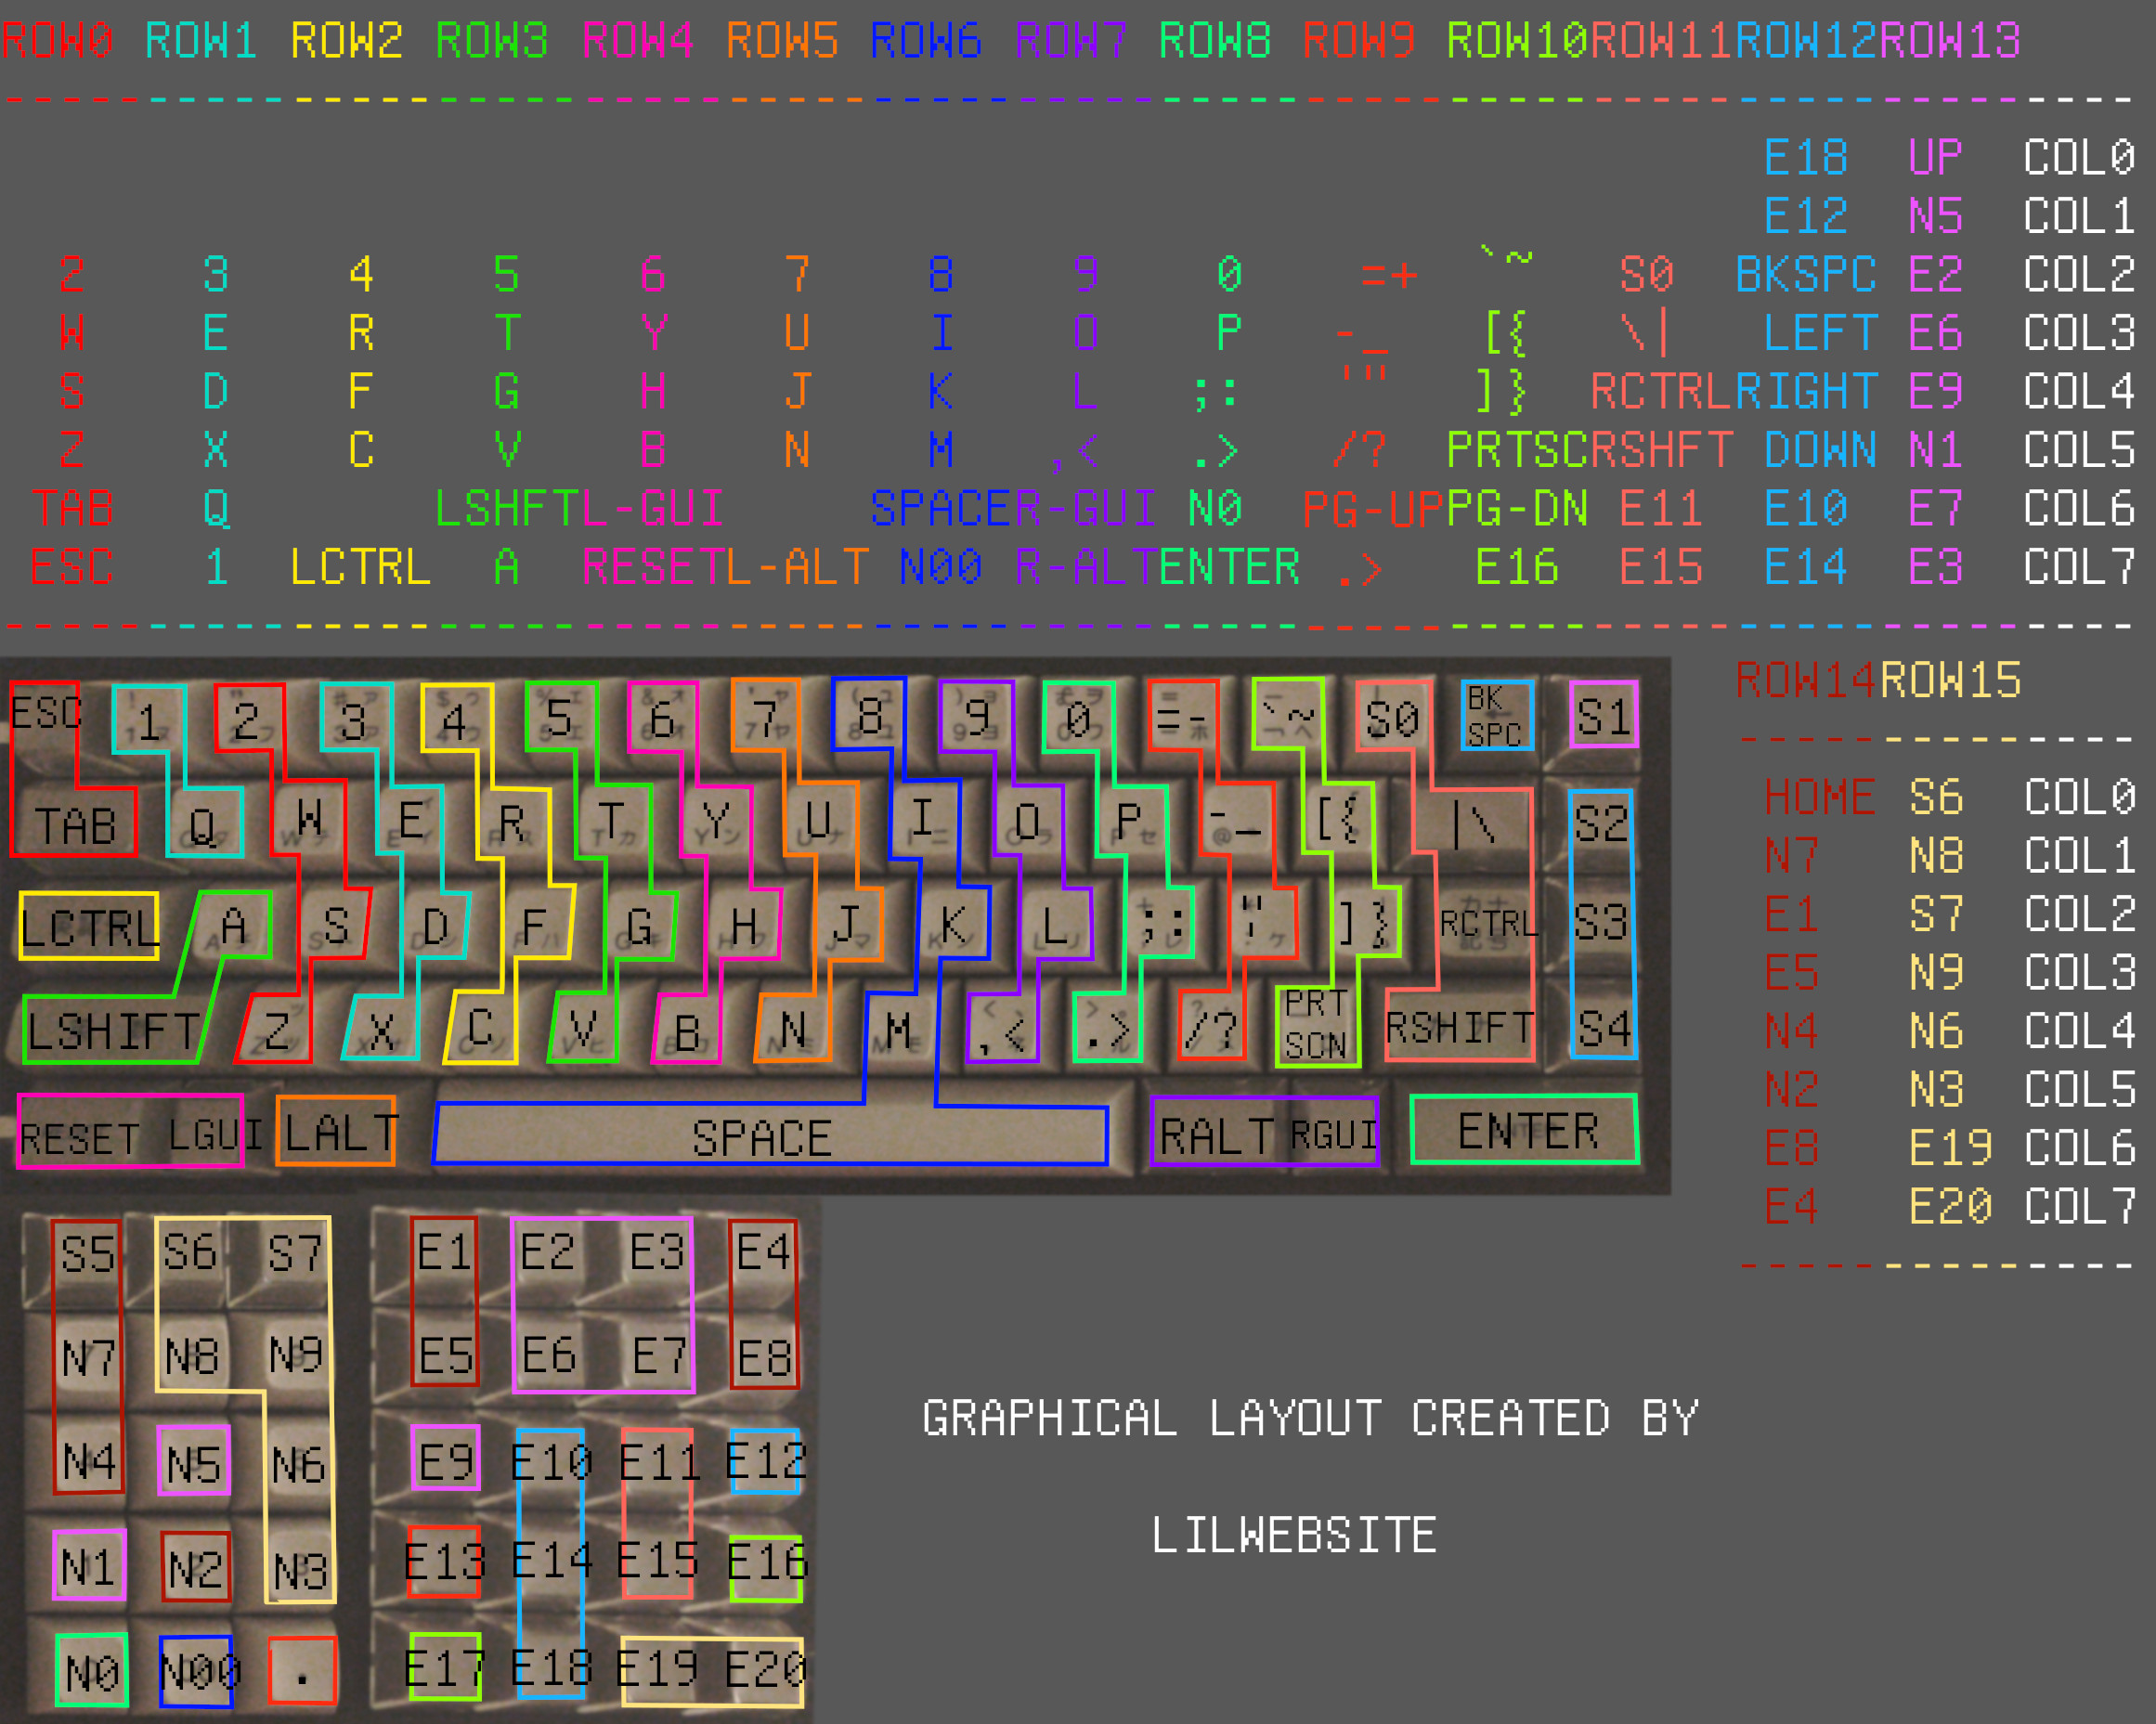 ROW0 ROW1 ROW2 ROW3 ROW4 ROW5 ROW6 ROW7 ROW8 ROW9 ROW10 ROW11 ROW12 ROW13
----- ----- ----- ----- ----- ----- ----- ----- ----- ----- ----- ----- ----- ----- ----
E18 UP COL0
E12 N5 COL1
2 3 4 5 6 7 8 9 0 =+ `~ S0 BKSPC E2 COL2
W E R T Y U I O P -_ [{ \| LEFT E6 COL3
S D F G H J K L ;: '" ]} RCTRL RIGHT E9 COL4
Z X C V B N M ,< .> /? PRTSC RSHFT DOWN N1 COL5
TAB Q LSHFT L-GUI SPACE R-GUI N0 PG-UP PG-DN E11 E10 E7 COL6
ESC 1 LCTRL A RESET L-ALT N00 R-ALT ENTER .> E16 E15 E14 E3 COL7
----- ----- ----- ----- ----- ----- ----- ----- ----- ----- ----- ----- ----- ----- ----
ROW14 ROW15
----- ----- ----
HOME S6 COL0
N7 N8 COL1
E1 S7 COL2
E5 N9 COL3
N4 N6 COL4
N2 N3 COL5
E8 E19 COL6
E4 E20 COL7
----- ----- ----
ESC 1 2 3 4 5 6 7 8 9 0 =- `~ S0 BK SPC S1
TAB Q W E R T Y U I O P -_ [{ |\ S2
LCTRL A S D F G H J K L ;: '" ]} RCTRL S3
LSHIFT Z X C V B N M ,< .> /? PRT SCN RSHIFT S4
RESET LGUI LALT SPACE RALT RGUI ENTER
S5 S6 S7 E1 E2 E3 E4
N7 N8 N9 E5 E6 E7 E8
N4 N5 N6 E9 E10 E11 E12
N1 N2 N3 E13 E14 E15 E16
N0 N00 . E17 E18 E19 E20
GRAPHICAL LAYOUT CREATED BY
LILWEBSITE